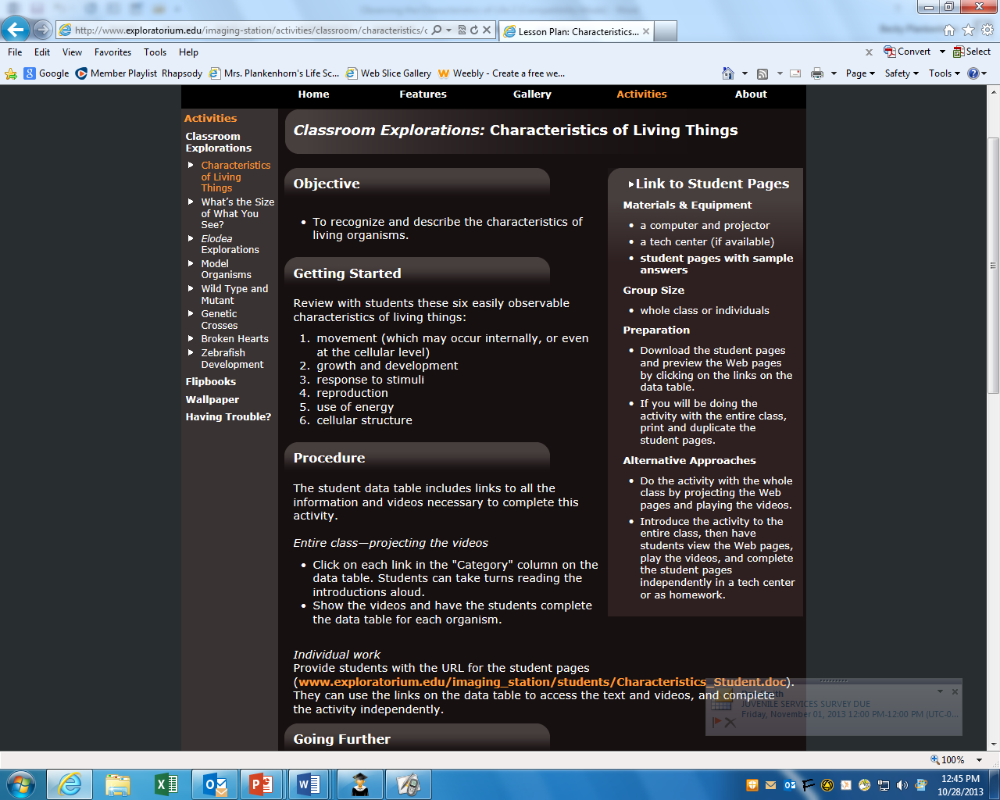 http://www.exploratorium.edu/imaging-station/activities/classroom/characteristics/c
Lesson Plan: Characteristics...
File Edit View Favorites Tools Help
Convert Select
Google Member Playlist Rhapsody Mrs. Plankenhorn's Life Sc... Web Slice Gallery Weebly - Create a free we...
Page Safety Tools
Home Features Gallery Activities About
Activities
Classroom
Explorations
Characteristics
of Living
Things
What's the Size
of What You
See?
Elodea
Explorations
Model
Organisms
Wild Type and
Mutant
Genetic
Crosses
Broken Hearts
Zebrafish
Development
Flipbooks
Wallpaper
Having Trouble?
Classroom Explorations: Characteristics of Living Things
Objective
• To recognize and describe the characteristics of
living organisms.
Getting Started
Review with students these six easily observable
characteristics of living things:
1. movement (which may occur internally, or even
at the cellular level)
2. growth and development
3. response to stimuli
4. reproduction
5. use of energy
6. cellular structure
Procedure
The student data table includes links to all the
information and videos necessary to complete this
activity.
Entire class—projecting the videos
• Click on each link in the "Category" column on the
data table. Students can take turns reading the
introductions aloud.
• Show the videos and have the students complete
the data table for each organism.
Individual work
Provide students with the URL for the student pages
(www.exploratorium.edu/imaging_station/students/Characteristics_Student.doc).
They can use the links on the data table to access the text and videos, and complete
the activity independently.
Going Further
Link to Student Pages
Materials & Equipment
• a computer and projector
• a tech center (if available)
• student pages with sample
answers
Group Size
• whole class or individuals
Preparation
• Download the student pages
and preview the Web pages
by clicking on the links on the
data table.
• If you will be doing the
activity with the entire class,
print and duplicate the
student pages.
Alternative Approaches
• Do the activity with the whole
class by projecting the Web
pages and playing the videos.
• Introduce the activity to the
entire class, then have
students view the Web pages,
play the videos, and complete
the student pages
independently in a tech center
or as homework.
JUVENILE SERVICES SURVEY DUE
Friday, November 01, 2013 12:00 PM-12:00 PM (UTC-0...
100%
12:45 PM
10/28/2013